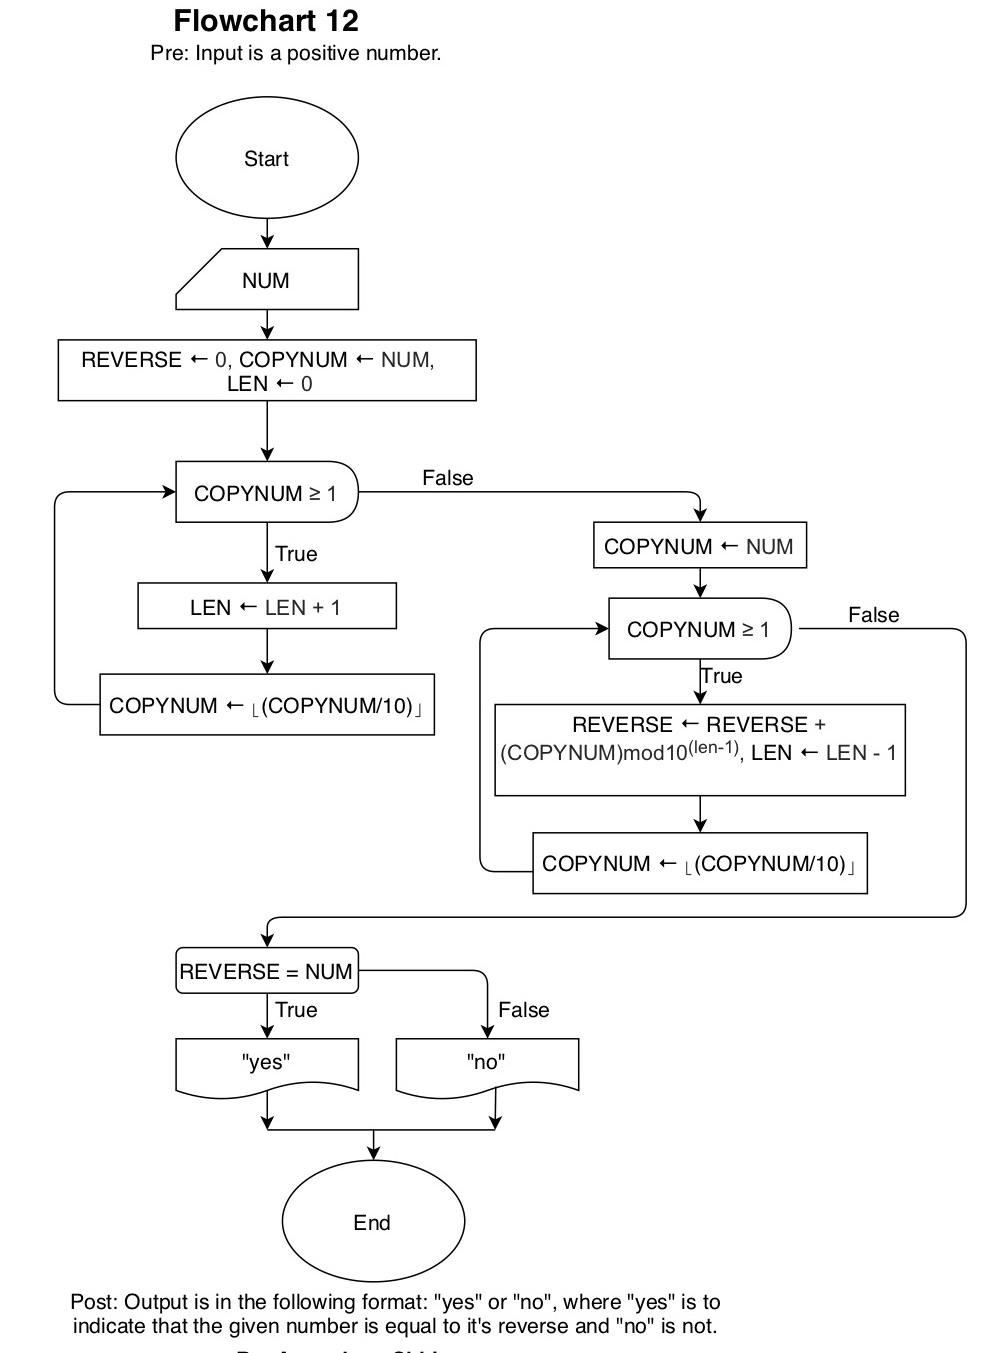 Flowchart 12
Pre: Input is a positive number.
Start
NUM
REVERSE ← 0, COPYNUM ← NUM,
LEN ← 0
COPYNUM ≥ 1
False
True
LEN ← LEN + 1
COPYNUM ← ⌊(COPYNUM/10)⌋
COPYNUM ← NUM
COPYNUM ≥ 1
False
True
REVERSE ← REVERSE +
(COPYNUM)mod10^(len-1), LEN ← LEN - 1
COPYNUM ← ⌊(COPYNUM/10)⌋
REVERSE = NUM
True
False
"yes"
"no"
End
Post: Output is in the following format: "yes" or "no", where "yes" is to
indicate that the given number is equal to it's reverse and "no" is not.